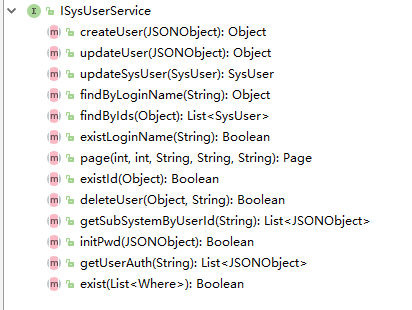 ISysUserService
createUser(JSONObject): Object
updateUser(JSONObject): Object
updateSysUser(SysUser): SysUser
findByLoginName(String): Object
findByIds(Object): List<SysUser>
existLoginName(String): Boolean
page(int, int, String, String, String): Page
existId(Object): Boolean
deleteUser(Object, String): Boolean
getSubSystemByUserId(String): List<JSONObject>
initPwd(JSONObject): Boolean
getUserAuth(String): List<JSONObject>
exist(List<Where>): Boolean